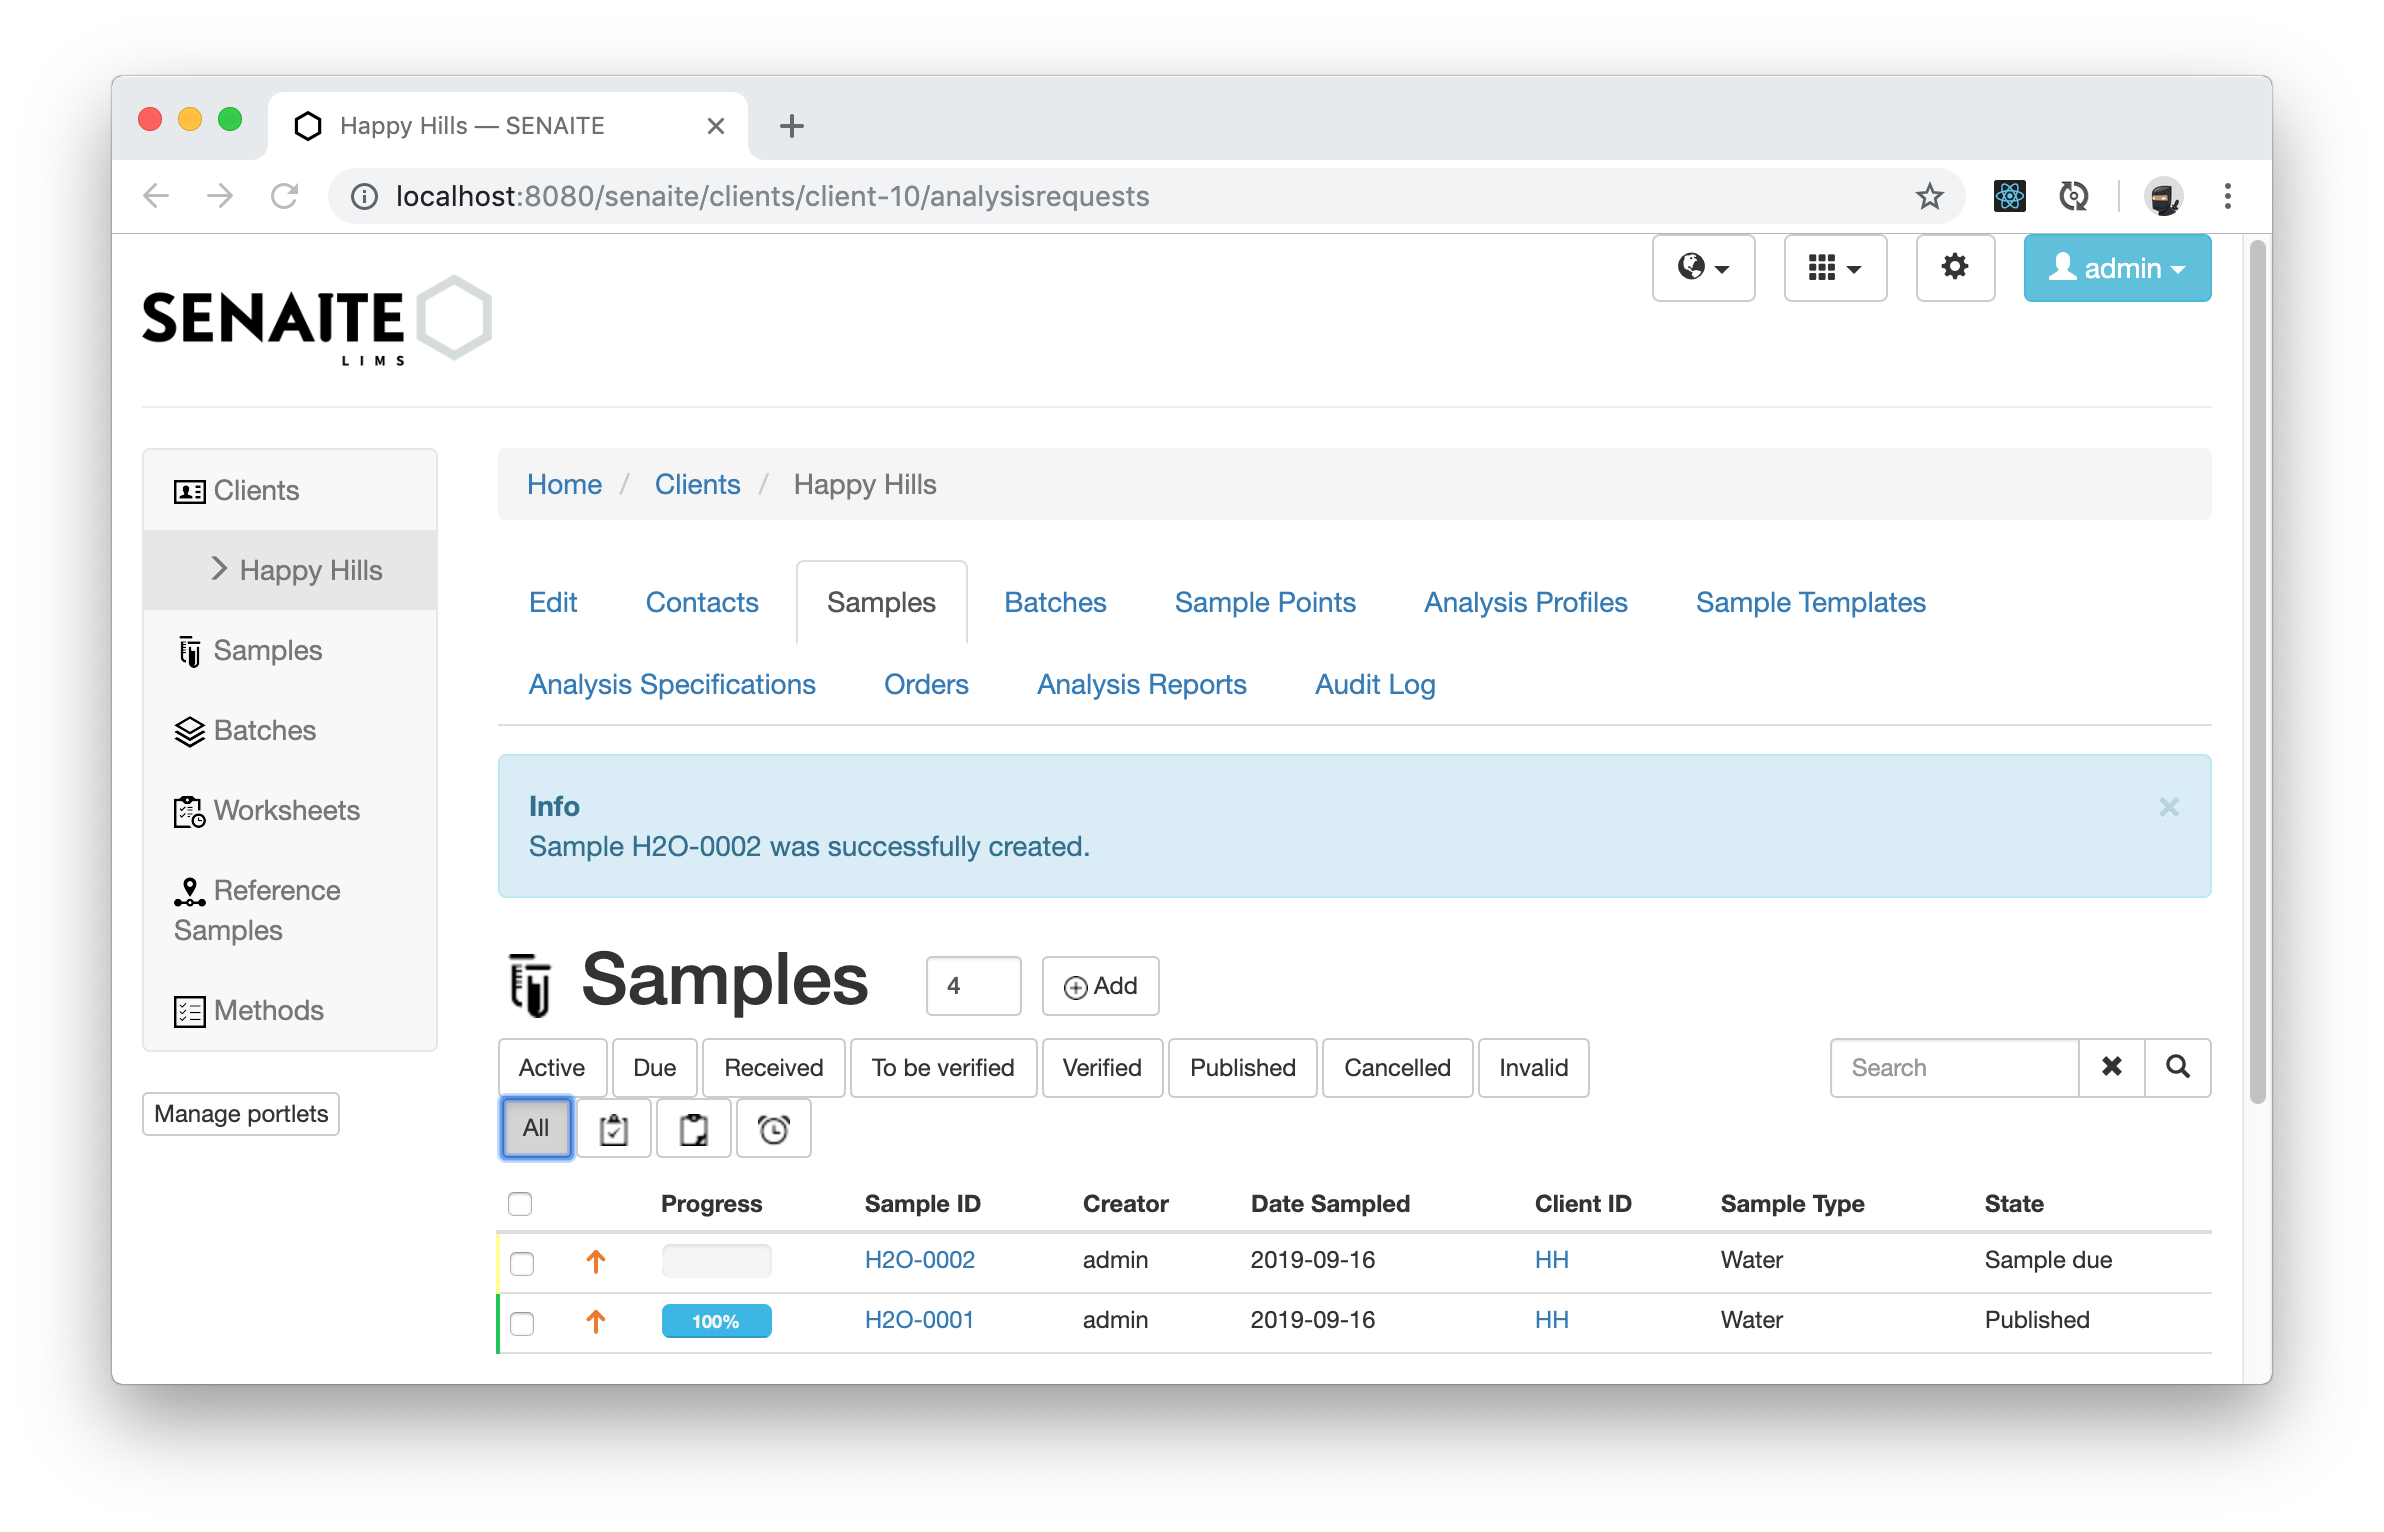 Happy Hills — SENAITE
localhost:8080/senaite/clients/client-10/analysisrequests
admin
SENAITE
LIMS
Clients
Happy Hills
Samples
Batches
Worksheets
Reference
Samples
Methods
Manage portlets
Home / Clients / Happy Hills
Edit Contacts Samples Batches Sample Points Analysis Profiles Sample Templates
Analysis Specifications Orders Analysis Reports Audit Log
Info
Sample H2O-0002 was successfully created.
Samples 4 Add
Active Due Received To be verified Verified Published Cancelled Invalid Search
All
Progress Sample ID Creator Date Sampled Client ID Sample Type State
H2O-0002 admin 2019-09-16 HH Water Sample due
100% H2O-0001 admin 2019-09-16 HH Water Published